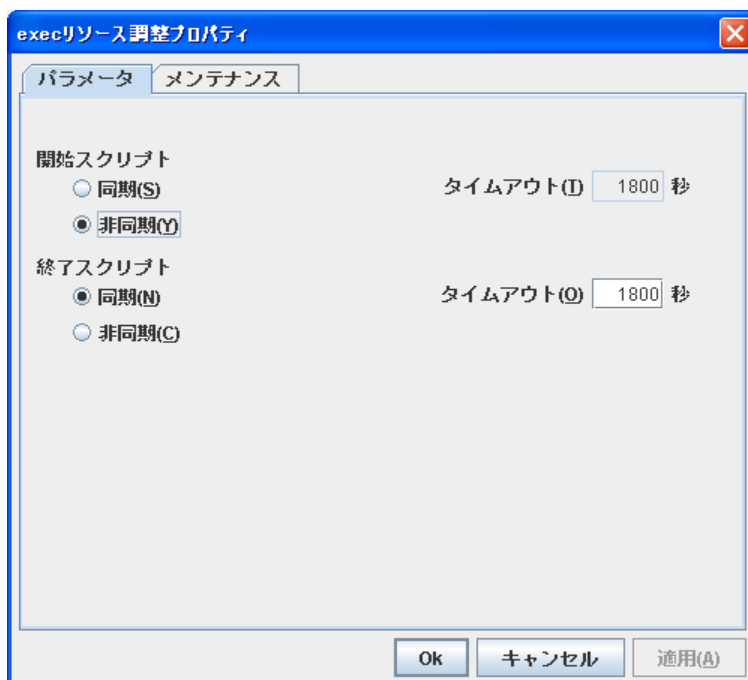 execリソース調整プロパティ
パラメータ メンテナンス
開始スクリプト
同期(S) タイムアウト(T) 1800 秒
非同期(Y)
終了スクリプト
同期(N) タイムアウト(O) 1800 秒
非同期(C)
Ok キャンセル 適用(A)